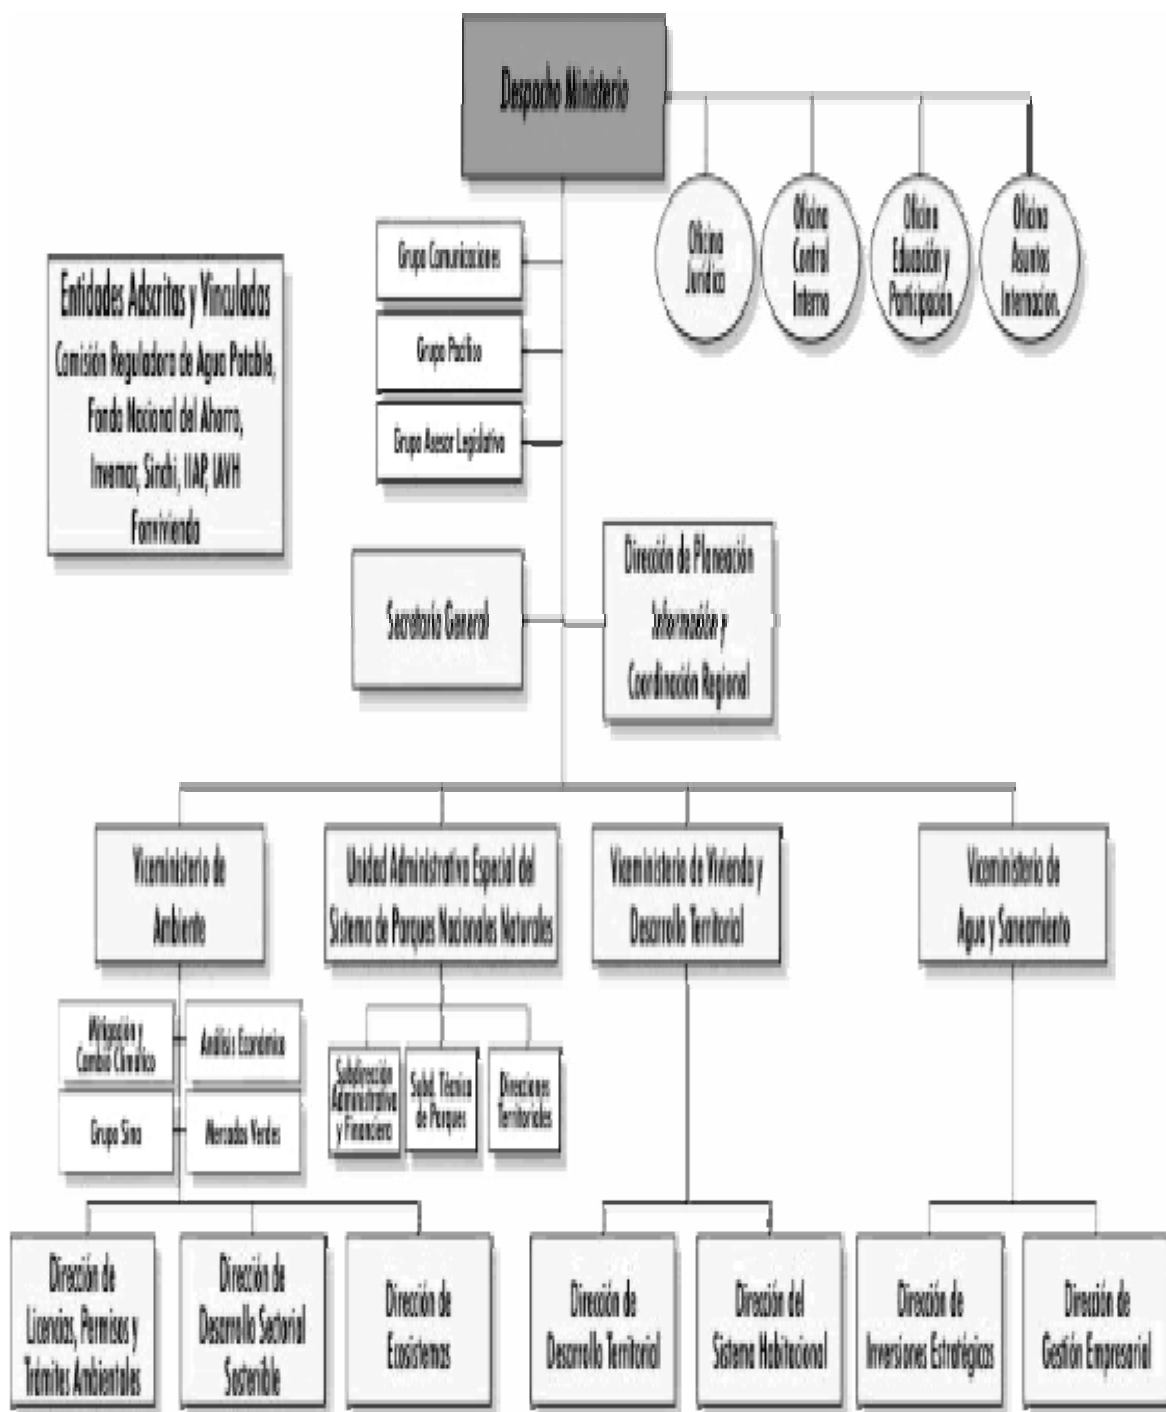 Despacho Ministerio
Oficina
Jurídica
Oficina
Control
Interno
Oficina
Educación y
Participación
Oficina
Asuntos
Internacion.
Grupo Comunicaciones
Grupo Pacífico
Grupo Asesor Legislativo
Entidades Adscritas y Vinculadas
Comisión Reguladora de Agua Potable,
Fondo Nacional del Ahorro,
Invemar, Sinchi, IIAP, IAVH
Fonvivienda
Secretaría General
Dirección de Planeación
Información y
Coordinación Regional
Viceministerio de
Ambiente
Unidad Administrativa Especial del
Sistema de Parques Nacionales Naturales
Viceministerio de Vivienda y
Desarrollo Territorial
Viceministerio de
Agua y Saneamiento
Mitigación y
Cambio Climático
Análisis Económico
Grupo Sina
Mercados Verdes
Subdirección
Administrativa
y Financiera
Subd. Técnica
de Parques
Direcciones
Territoriales
Dirección de
Licencias, Permisos y
Trámites Ambientales
Dirección de
Desarrollo Sectorial
Sostenible
Dirección de
Ecosistemas
Dirección de
Desarrollo Territorial
Dirección del
Sistema Habitacional
Dirección de
Inversiones Estratégicas
Dirección de
Gestión Empresarial